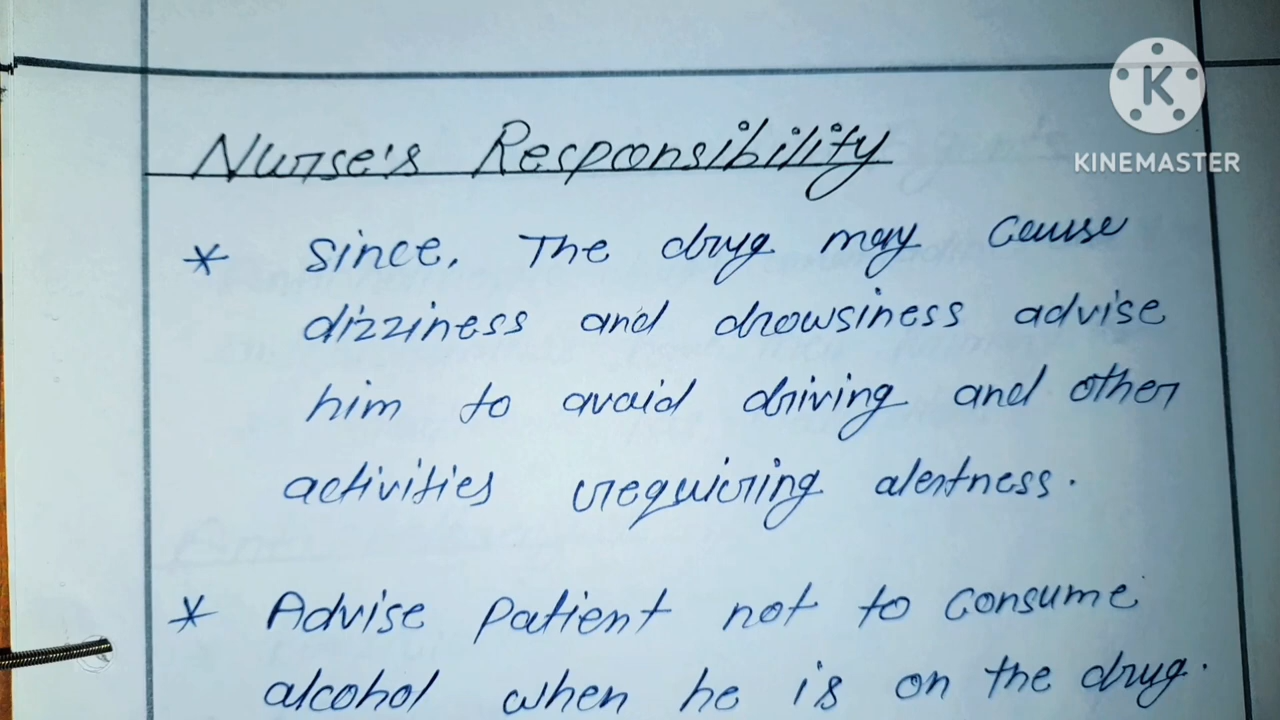 Nurse's Responsibility
* Since, The drug may cause
dizziness and drowsiness advise
him to avoid driving and other
activities requiring alertness.
* Advise patient not to consume
alcohol when he is on the drug.
K
KINEMASTER